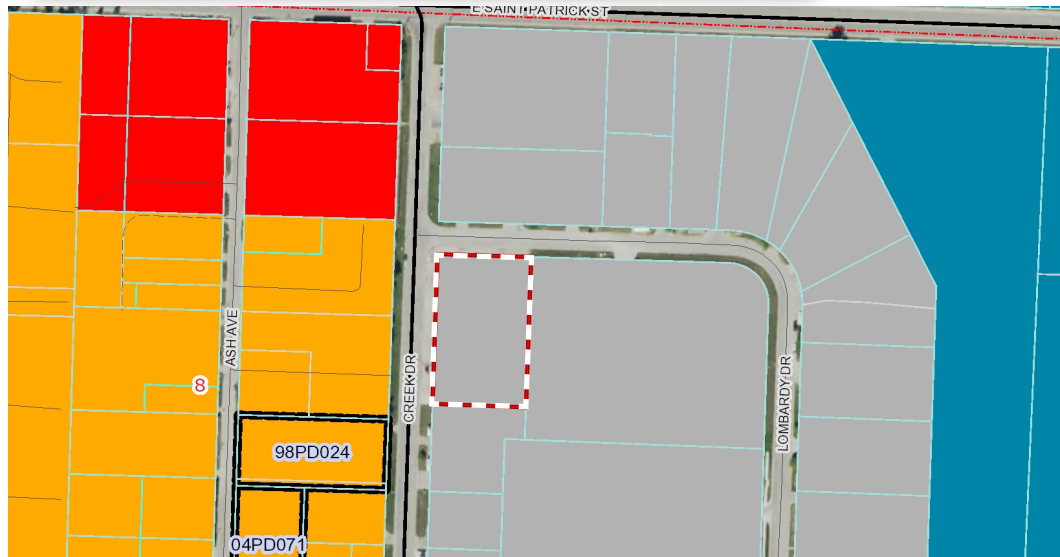 E SAINT PATRICK ST
ASH AVE
CREEK DR
LOMBARDY DR
8
98PD024
04PD071